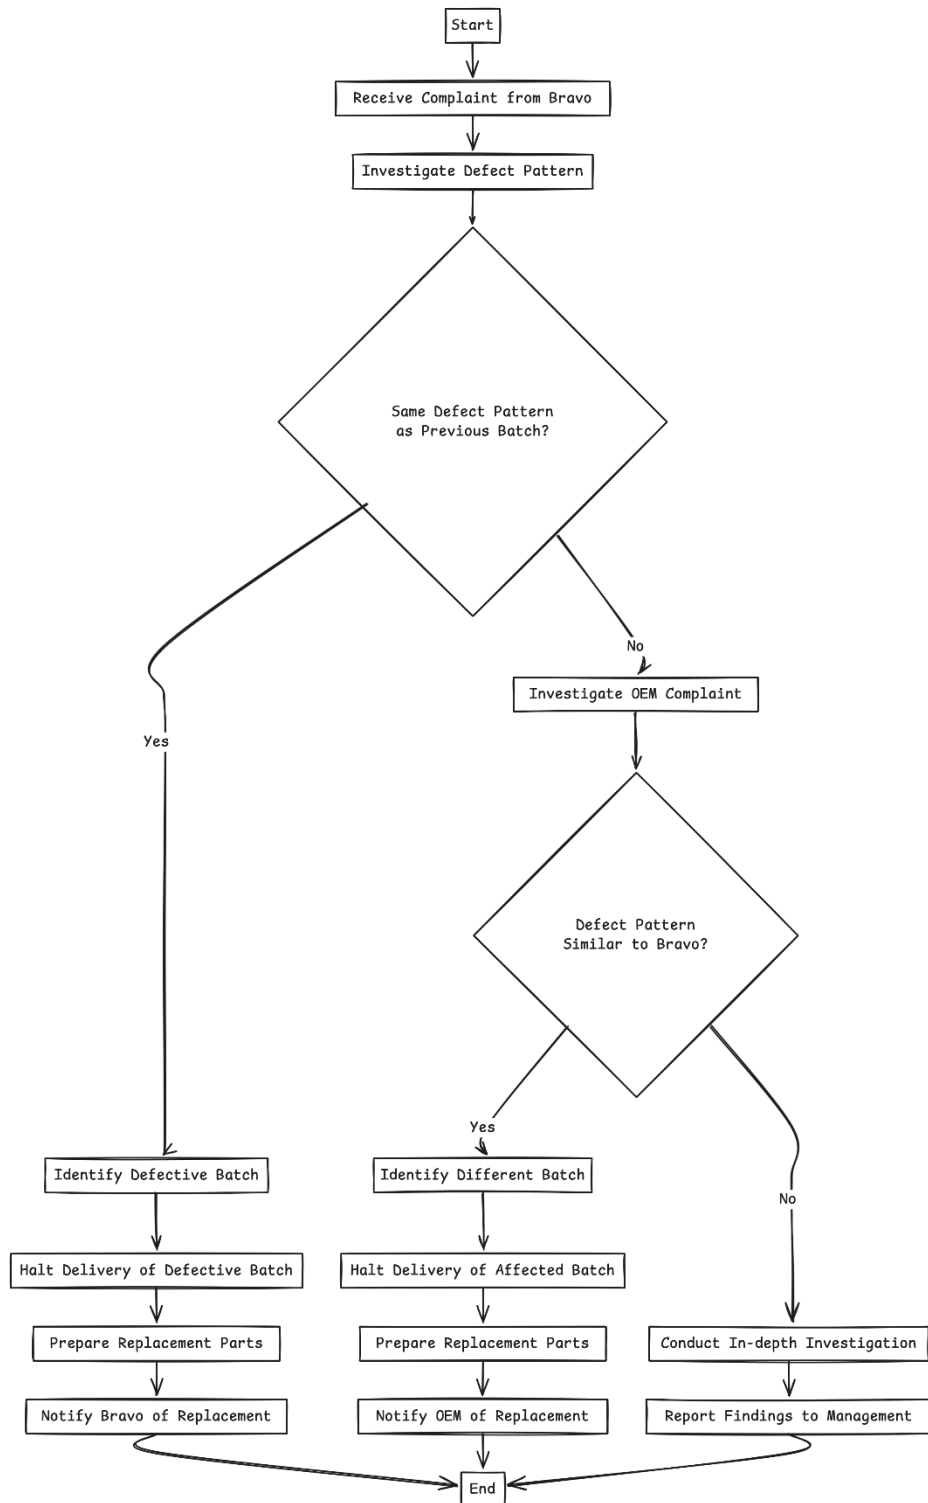 Start
Receive Complaint from Bravo
Investigate Defect Pattern
Same Defect Pattern
as Previous Batch?
No
Investigate OEM Complaint
Yes
Defect Pattern
Similar to Bravo?
Yes
Identify Defective Batch
Identify Different Batch
No
Halt Delivery of Defective Batch
Halt Delivery of Affected Batch
Prepare Replacement Parts
Prepare Replacement Parts
Conduct In-depth Investigation
Notify Bravo of Replacement
Notify OEM of Replacement
Report Findings to Management
End